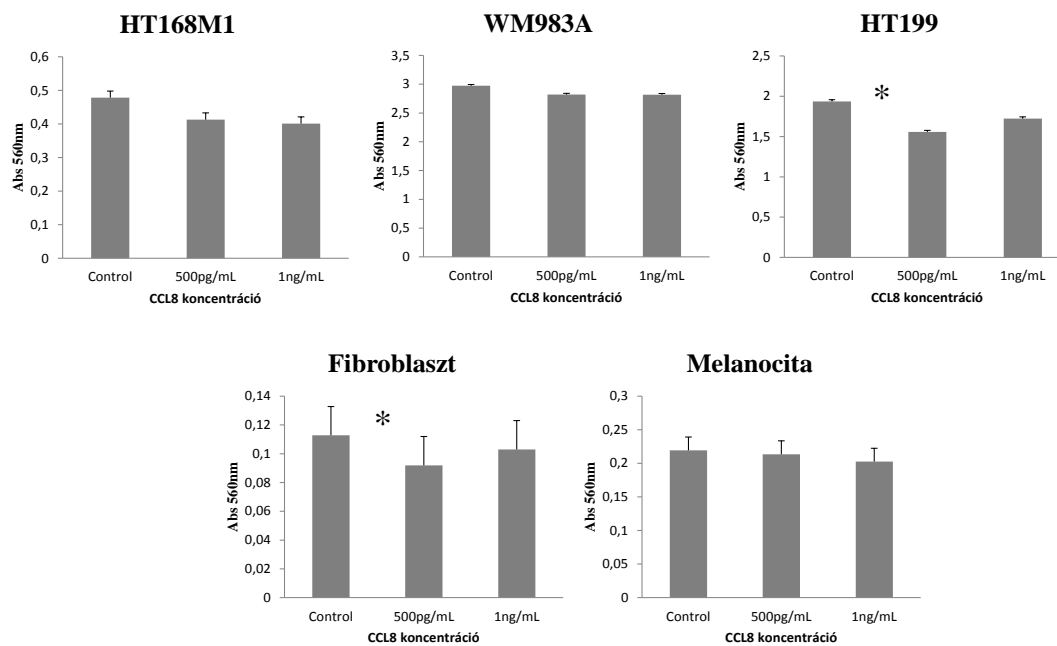 HT168M1
0,6
0,5
0,4
0,3
0,2
0,1
0
Abs 560nm
Control 500pg/mL 1ng/mL
CCL8 koncentráció
WM983A
3,5
3
2,5
2
1,5
1
0,5
0
Abs 560nm
Control 500pg/mL 1ng/mL
CCL8 koncentráció
HT199
2,5
2
1,5
1
0,5
0
Abs 560nm
*
Control 500pg/mL 1ng/mL
CCL8 koncentráció
Fibroblaszt
0,14
0,12
0,1
0,08
0,06
0,04
0,02
0
Abs 560nm
*
Control 500pg/mL 1ng/mL
CCL8 koncentráció
Melanocita
0,3
0,25
0,2
0,15
0,1
0,05
0
Abs 560nm
Control 500pg/mL 1ng/mL
CCL8 koncentráció